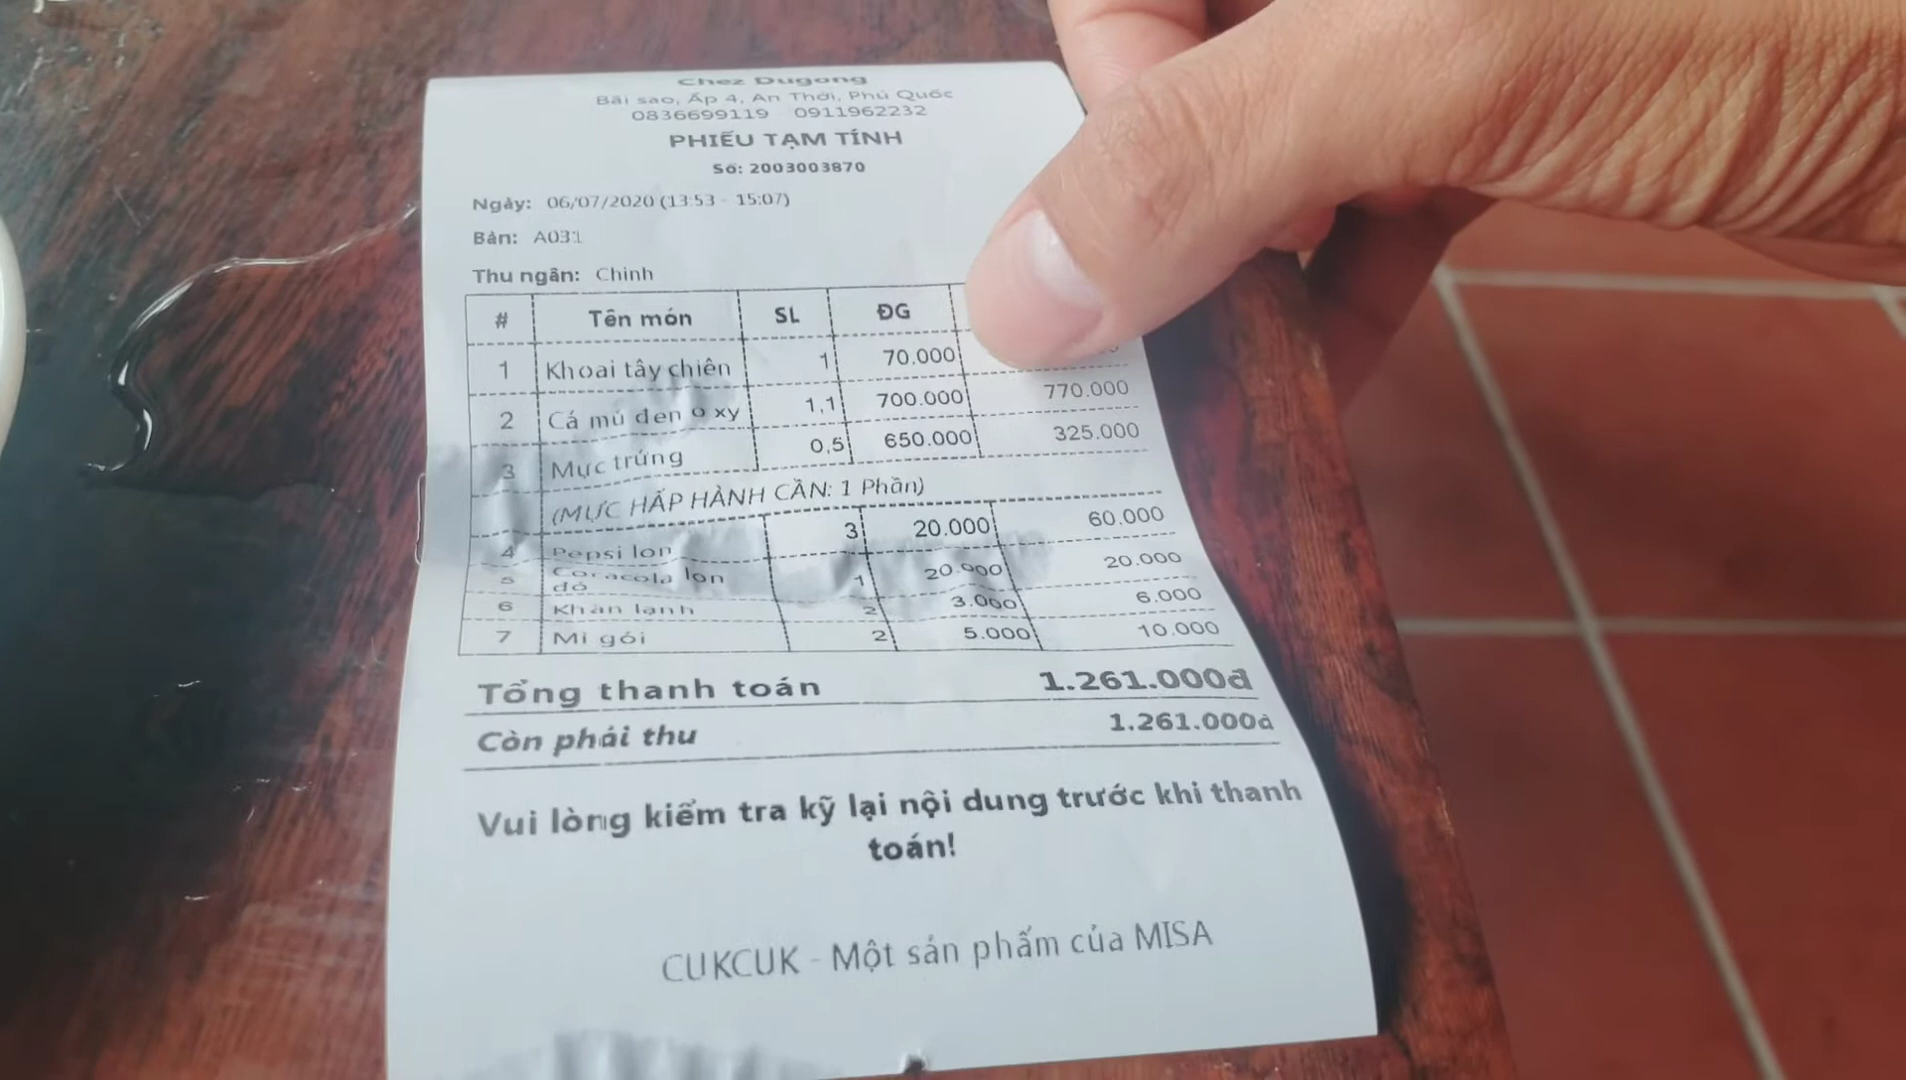 Chez Dugong
Bãi sao, Ấp 4, An Thới, Phú Quốc
0836699119 0911962232
PHIẾU TẠM TÍNH
Số: 2003003870
Ngày: 06/07/2020 (13:53 - 15:07)
Bàn: A031
Thu ngân: Chinh
# Tên món SL ĐG
1 Khoai tây chiên 1 70.000
2 Cá mú đen o xy 1,1 700.000 770.000
3 Mực trứng 0,5 650.000 325.000
(MỰC HẤP HÀNH CẦN: 1 Phần)
4 Pepsi lon 3 20.000 60.000
5 lon 1 20.000 20.000
đỏ
6 Khăn lạnh 2 3.000 6.000
7 Mì gói 2 5.000 10.000
Tổng thanh toán 1.261.000đ
Còn phải thu 1.261.000đ
Vui lòng kiểm tra kỹ lại nội dung trước khi thanh
toán!
CUKCUK - Một sản phẩm của MISA